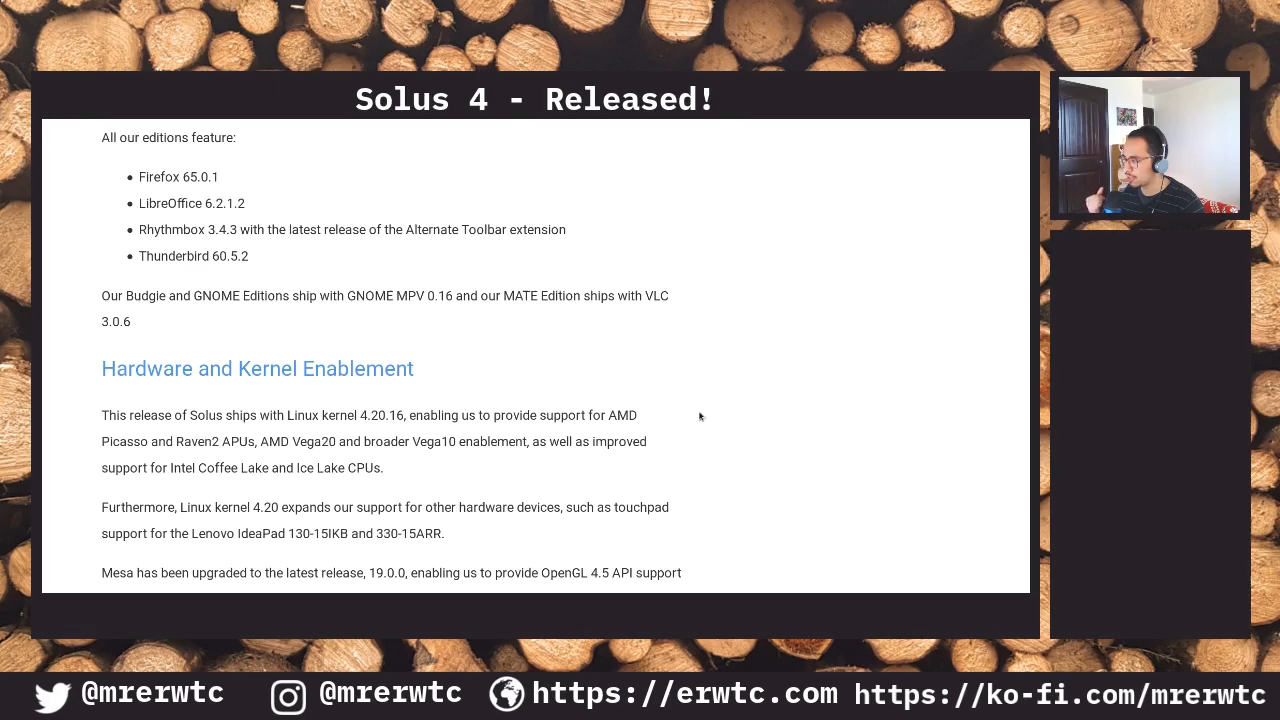 Solus 4 - Released!
All our editions feature:
• Firefox 65.0.1
• LibreOffice 6.2.1.2
• Rhythmbox 3.4.3 with the latest release of the Alternate Toolbar extension
• Thunderbird 60.5.2
Our Budgie and GNOME Editions ship with GNOME MPV 0.16 and our MATE Edition ships with VLC
3.0.6
Hardware and Kernel Enablement
This release of Solus ships with Linux kernel 4.20.16, enabling us to provide support for AMD
Picasso and Raven2 APUs, AMD Vega20 and broader Vega10 enablement, as well as improved
support for Intel Coffee Lake and Ice Lake CPUs.
Furthermore, Linux kernel 4.20 expands our support for other hardware devices, such as touchpad
support for the Lenovo IdeaPad 130-15IKB and 330-15ARR.
Mesa has been upgraded to the latest release, 19.0.0, enabling us to provide OpenGL 4.5 API support
@mrerwtc @mrerwtc https://erwtc.com https://ko-fi.com/mrerwtc